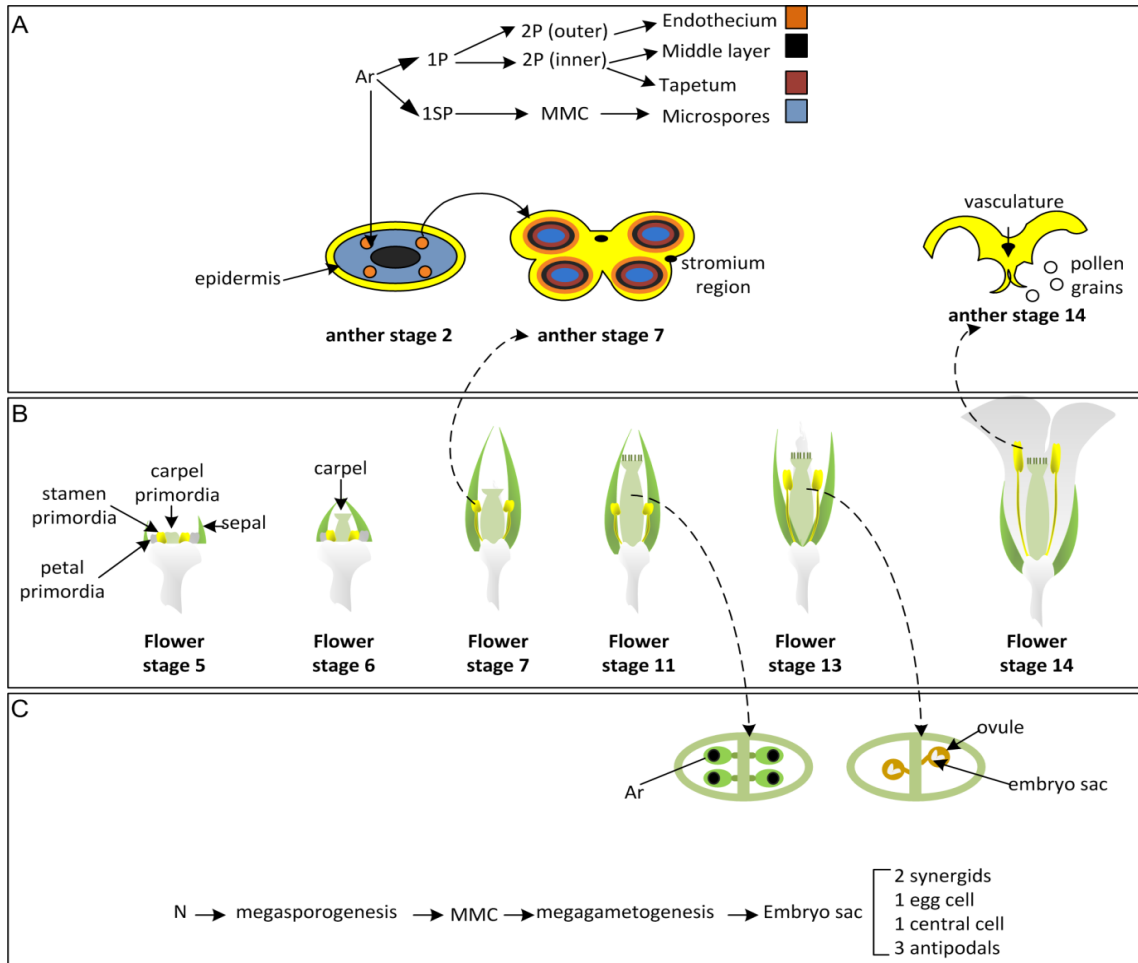 A
Ar
1P
2P (outer)
2P (inner)
Endothecium
Middle layer
Tapetum
1SP
MMC
Microspores
epidermis
stromium
region
vasculature
pollen
grains
anther stage 2
anther stage 7
anther stage 14
B
stamen
primordia
carpel
primordia
sepal
petal
primordia
carpel
Flower
stage 5
Flower
stage 6
Flower
stage 7
Flower
stage 11
Flower
stage 13
Flower
stage 14
C
Ar
ovule
embryo sac
N
megasporogenesis
MMC
megagametogenesis
Embryo sac
2 synergids
1 egg cell
1 central cell
3 antipodals